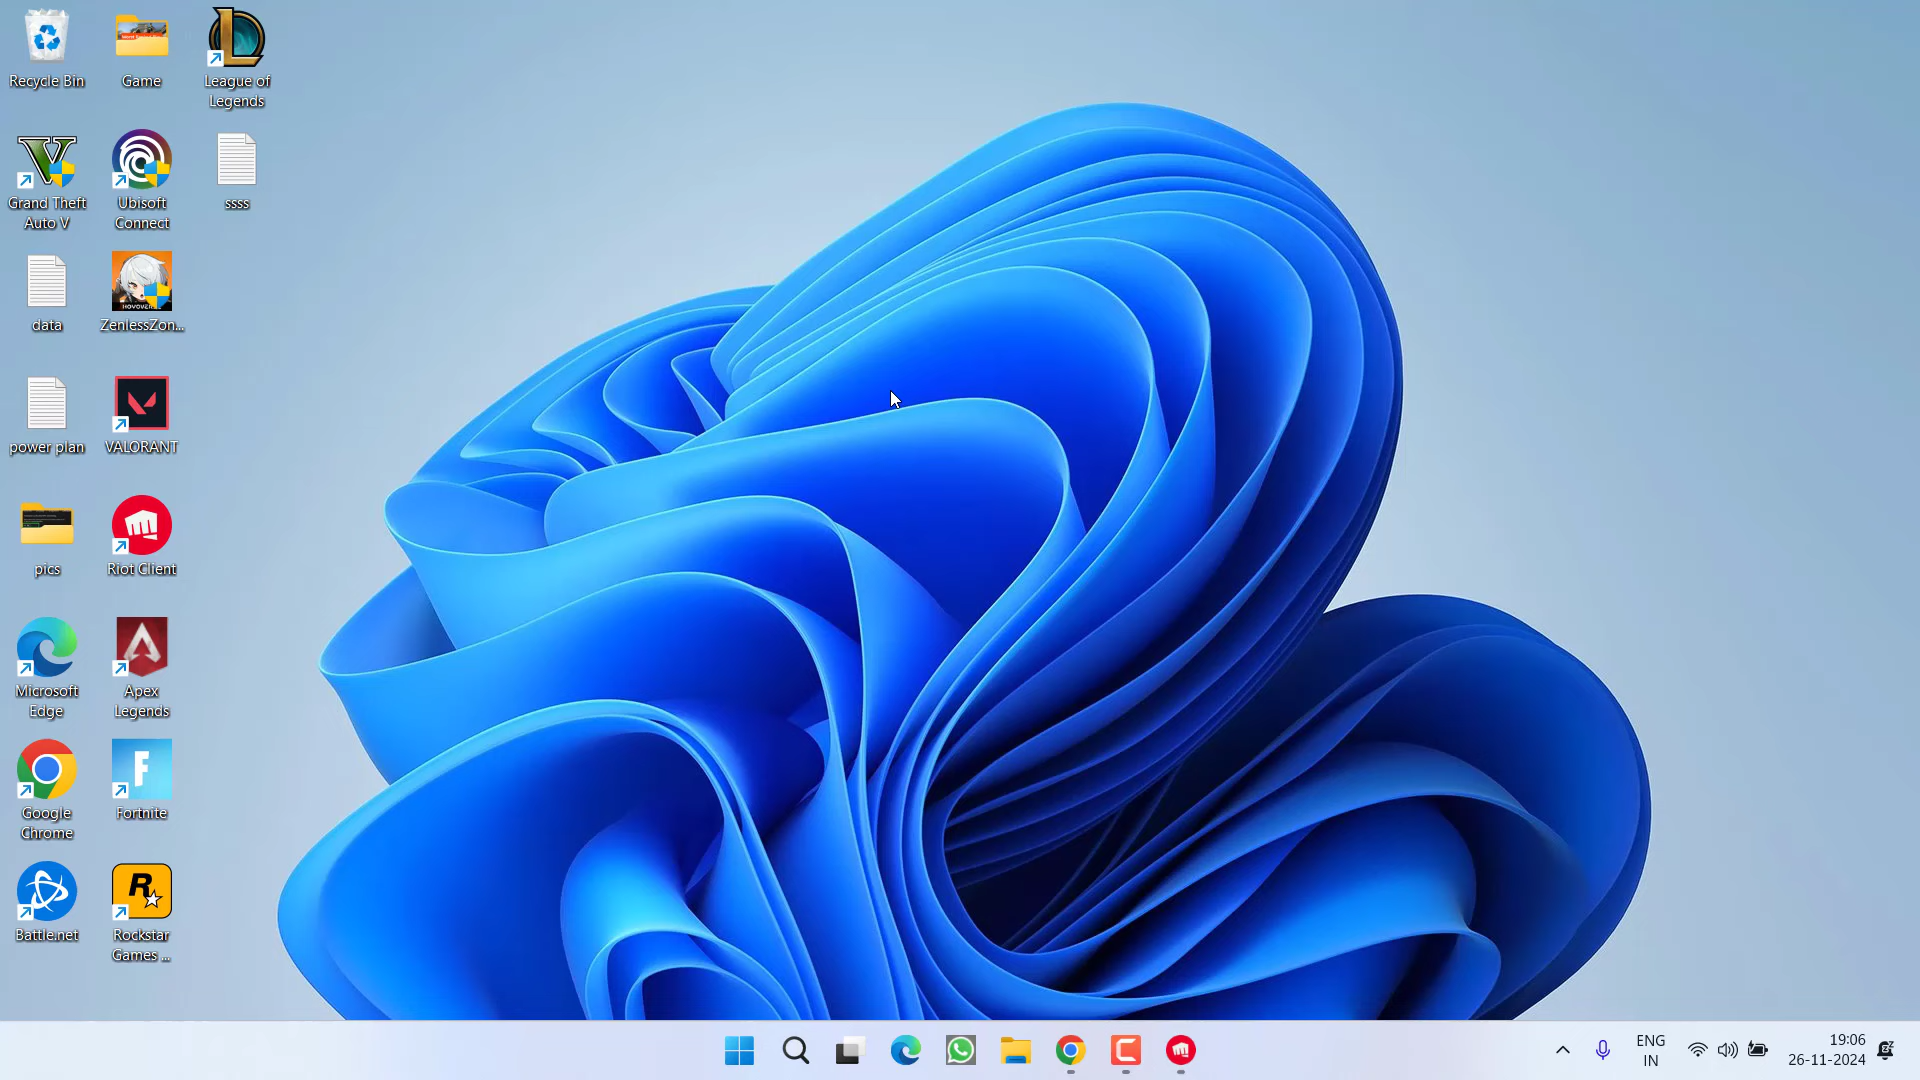 Recycle Bin
Game
League of
Legends
Grand Theft
Auto V
Ubisoft
Connect
ssss
data
HOYOVERSE
ZenlessZon...
power plan
VALORANT
pics
Riot Client
Microsoft
Edge
Apex
Legends
Google
Chrome
Fortnite
Battle.net
Rockstar
Games ...
ENG
IN
19:06
26-11-2024